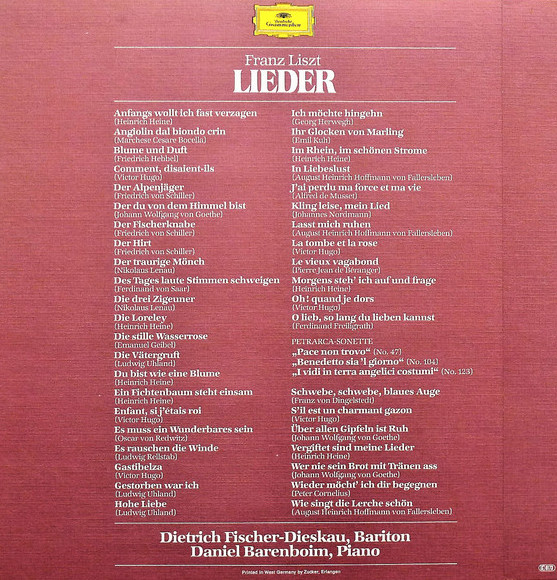 Deutsche
Grammophon
Franz Liszt
LIEDER
Anfangs wollt ich fast verzagen
(Heinrich Heine)
Angiolin dal biondo crin
(Marchese Cesare Bocella)
Blume und Duft
(Friedrich Hebbel)
Comment, disaient-ils
(Victor Hugo)
Der Alpenjäger
(Friedrich von Schiller)
Der du von dem Himmel bist
(Johann Wolfgang von Goethe)
Der Fischerknabe
(Friedrich von Schiller)
Der Hirt
(Friedrich von Schiller)
Der traurige Mönch
(Nikolaus Lenau)
Des Tages laute Stimmen schweigen
(Ferdinand von Saar)
Die drei Zigeuner
(Nikolaus Lenau)
Die Loreley
(Heinrich Heine)
Die stille Wasserrose
(Emanuel Geibel)
Die Vätergruft
(Ludwig Uhland)
Du bist wie eine Blume
(Heinrich Heine)
Ein Fichtenbaum steht einsam
(Heinrich Heine)
Enfant, si j'étais roi
(Victor Hugo)
Es muss ein Wunderbares sein
(Oscar von Redwitz)
Es rauschen die Winde
(Ludwig Rellstab)
Gastibelza
(Victor Hugo)
Gestorben war ich
(Ludwig Uhland)
Hohe Liebe
(Ludwig Uhland)
Ich möchte hingehn
(Georg Herwegh)
Ihr Glocken von Marling
(Emil Kuh)
Im Rhein, im schönen Strome
(Heinrich Heine)
In Liebeslust
(August Heinrich Hoffmann von Fallersleben)
J'ai perdu ma force et ma vie
(Alfred de Musset)
Kling leise, mein Lied
(Johannes Nordmann)
Lasst mich ruhen
(August Heinrich Hoffmann von Fallersleben)
La tombe et la rose
(Victor Hugo)
Le vieux vagabond
(Pierre Jean de Béranger)
Morgens steh' ich auf und frage
(Heinrich Heine)
Oh! quand je dors
(Victor Hugo)
O lieb, so lang du lieben kannst
(Ferdinand Freiligrath)
PETRARCA-SONETTE
„Pace non trovo“ (No. 47)
„Benedetto sia 'l giorno“ (No. 104)
„I vidi in terra angelici costumi“ (No. 123)
Schwebe, schwebe, blaues Auge
(Franz von Dingelstedt)
S'il est un charmant gazon
(Victor Hugo)
Über allen Gipfeln ist Ruh
(Johann Wolfgang von Goethe)
Vergiftet sind meine Lieder
(Heinrich Heine)
Wer nie sein Brot mit Tränen ass
(Johann Wolfgang von Goethe)
Wieder möcht' ich dir begegnen
(Peter Cornelius)
Wie singt die Lerche schön
(August Heinrich Hoffmann von Fallersleben)
Dietrich Fischer-Dieskau, Bariton
Daniel Barenboim, Piano
Printed in West Germany by Zucker, Erlangen